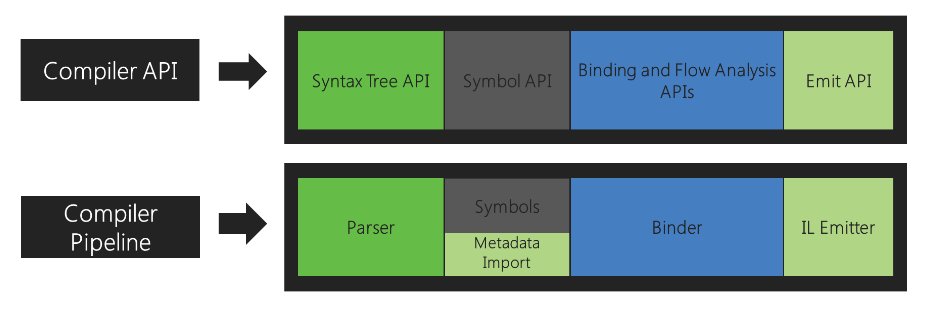 Compiler API
Syntax Tree API
Symbol API
Binding and Flow Analysis
APIs
Emit API
Compiler
Pipeline
Parser
Symbols
Metadata
Import
Binder
IL Emitter